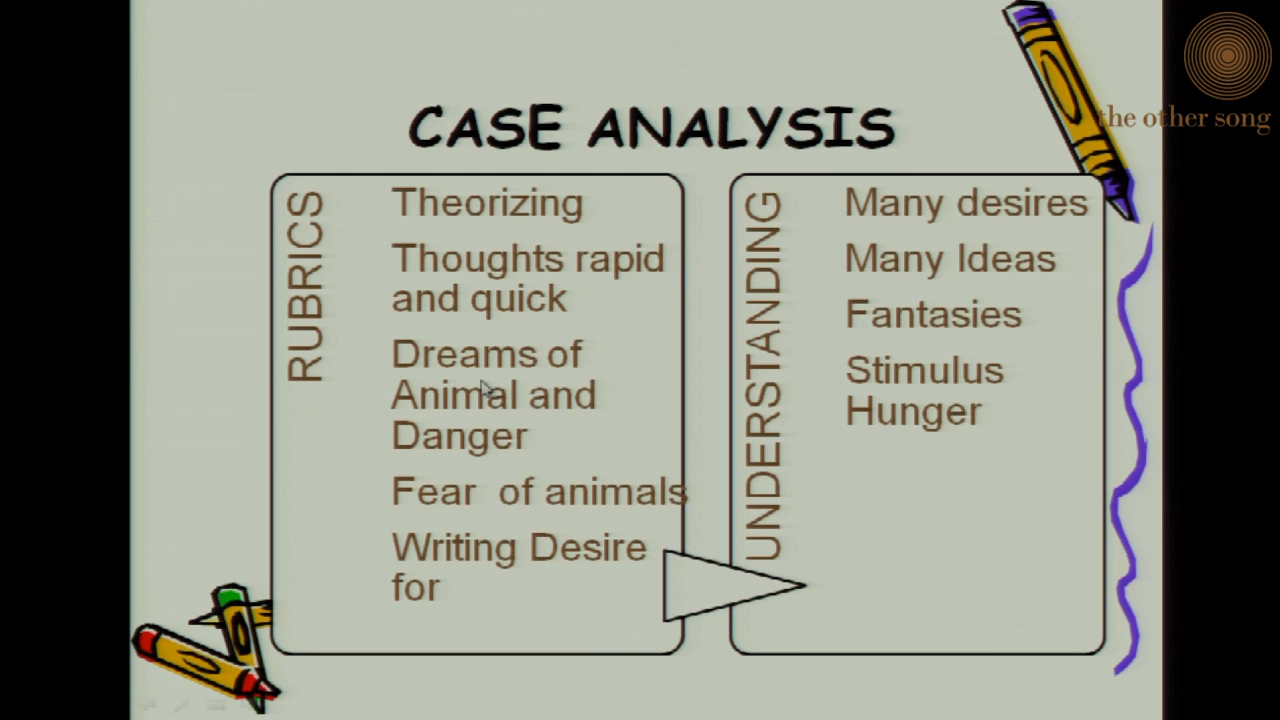 the other song
CASE ANALYSIS
RUBRICS
Theorizing
Thoughts rapid
and quick
Dreams of
Animal and
Danger
Fear of animals
Writing Desire
for
UNDERSTANDING
Many desires
Many Ideas
Fantasies
Stimulus
Hunger